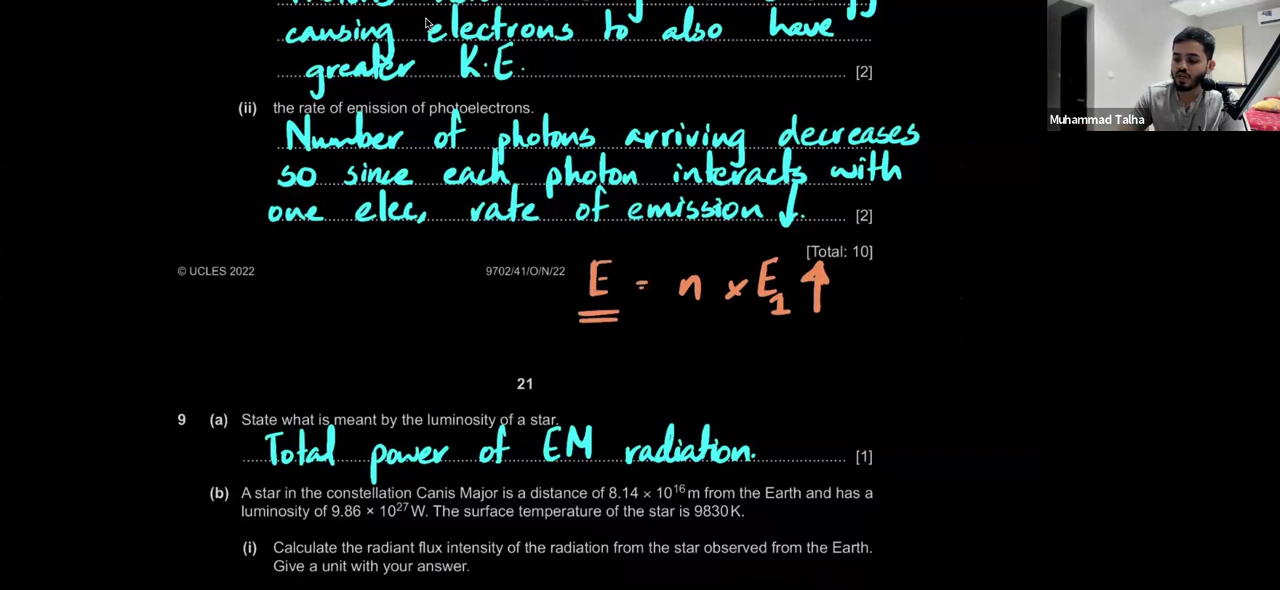 causing electrons to also have
greater K.E. [2]
(ii) the rate of emission of photoelectrons.
Number of photons arriving decreases
so since each photon interacts with
one elec, rate of emission ↓. [2]
[Total: 10]
© UCLES 2022 9702/41/O/N/22
E = n × E1 ↑
21
9 (a) State what is meant by the luminosity of a star.
Total power of EM radiation. [1]
(b) A star in the constellation Canis Major is a distance of 8.14 × 10^16 m from the Earth and has a
luminosity of 9.86 × 10^27 W. The surface temperature of the star is 9830 K.
(i) Calculate the radiant flux intensity of the radiation from the star observed from the Earth.
Give a unit with your answer.
Muhammad Talha